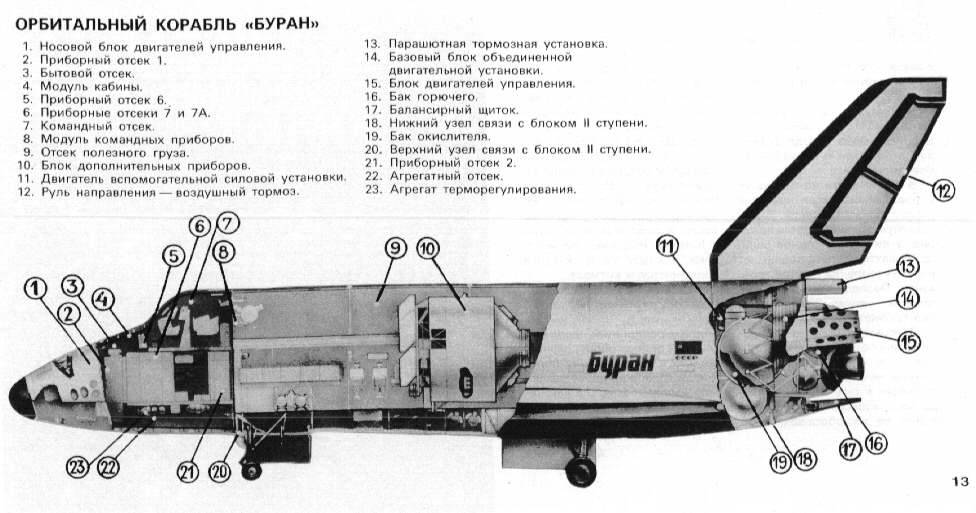 ОРБИТАЛЬНЫЙ КОРАБЛЬ «БУРАН»
1. Носовой блок двигателей управления.
2. Приборный отсек 1.
3. Бытовой отсек.
4. Модуль кабины.
5. Приборный отсек 6.
6. Приборные отсеки 7 и 7А.
7. Командный отсек.
8. Модуль командных приборов.
9. Отсек полезного груза.
10. Блок дополнительных приборов.
11. Двигатель вспомогательной силовой установки.
12. Руль направления — воздушный тормоз.
13. Парашютная тормозная установка.
14. Базовый блок объединенной
двигательной установки.
15. Блок двигателей управления.
16. Бак горючего.
17. Балансирный щиток.
18. Нижний узел связи с блоком II ступени.
19. Бак окислителя.
20. Верхний узел связи с блоком II ступени.
21. Приборный отсек 2.
22. Агрегатный отсек.
23. Агрегат терморегулирования.
1
2
3
4
5
6
7
8
9
10
11
12
13
14
15
16
17
18
19
20
21
22
23
Е
буран
СССР
13